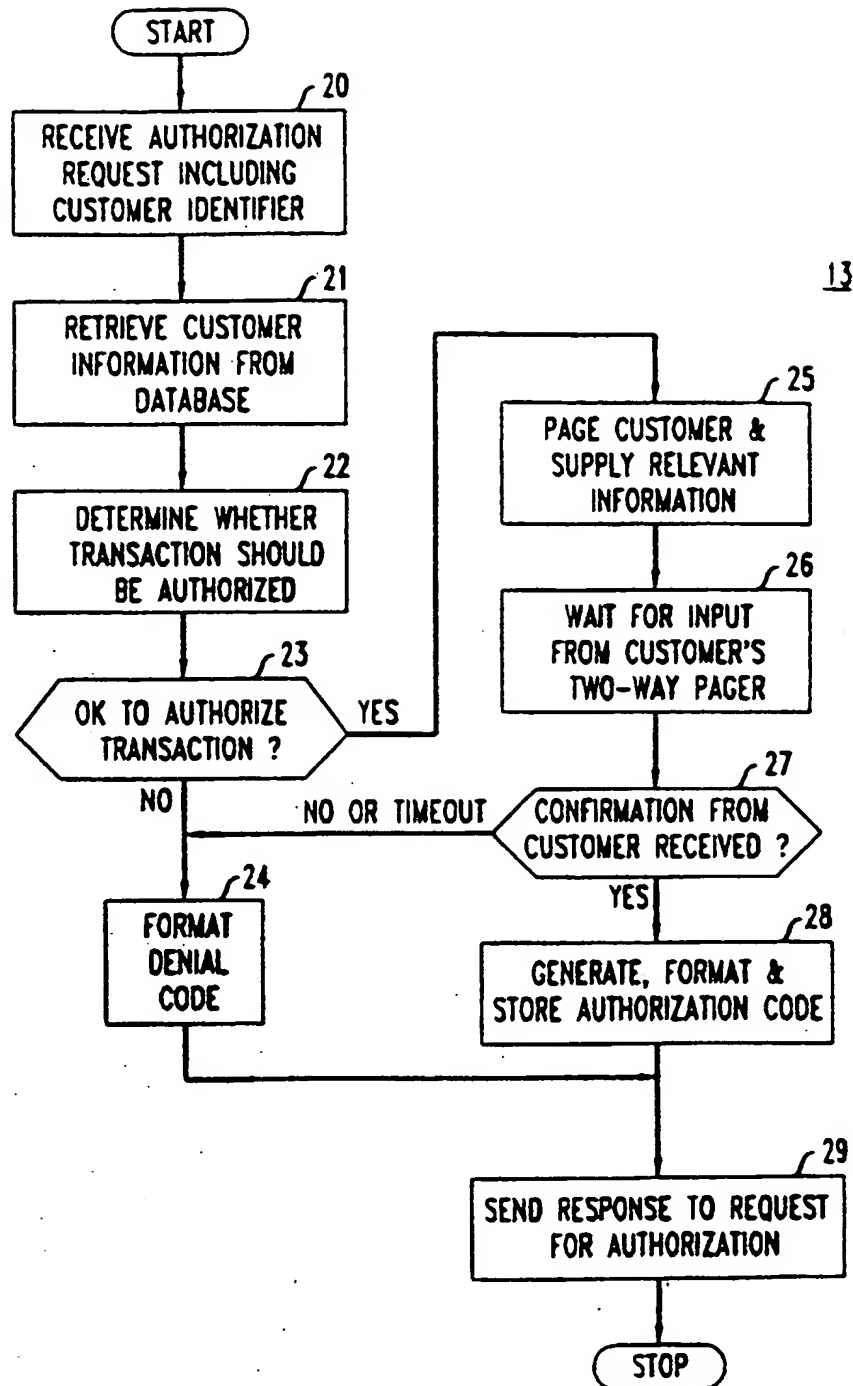 START
20
RECEIVE AUTHORIZATION
REQUEST INCLUDING
CUSTOMER IDENTIFIER
21
RETRIEVE CUSTOMER
INFORMATION FROM
DATABASE
22
DETERMINE WHETHER
TRANSACTION SHOULD
BE AUTHORIZED
23
OK TO AUTHORIZE
TRANSACTION ?
YES
NO
24
FORMAT
DENIAL
CODE
13
25
PAGE CUSTOMER &
SUPPLY RELEVANT
INFORMATION
26
WAIT FOR INPUT
FROM CUSTOMER'S
TWO-WAY PAGER
27
CONFIRMATION FROM
CUSTOMER RECEIVED ?
NO OR TIMEOUT
YES
28
GENERATE, FORMAT &
STORE AUTHORIZATION CODE
29
SEND RESPONSE TO REQUEST
FOR AUTHORIZATION
STOP